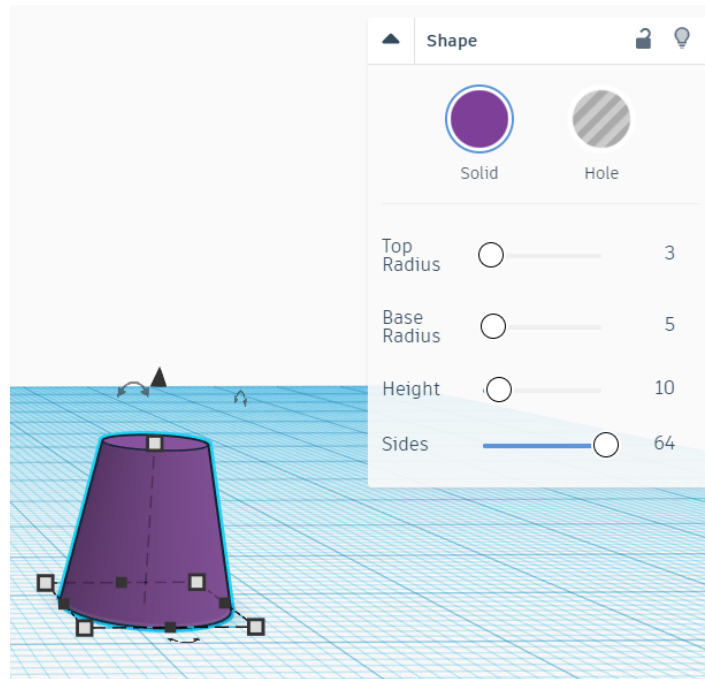 Shape
Solid Hole
Top
Radius 3
Base
Radius 5
Height 10
Sides 64